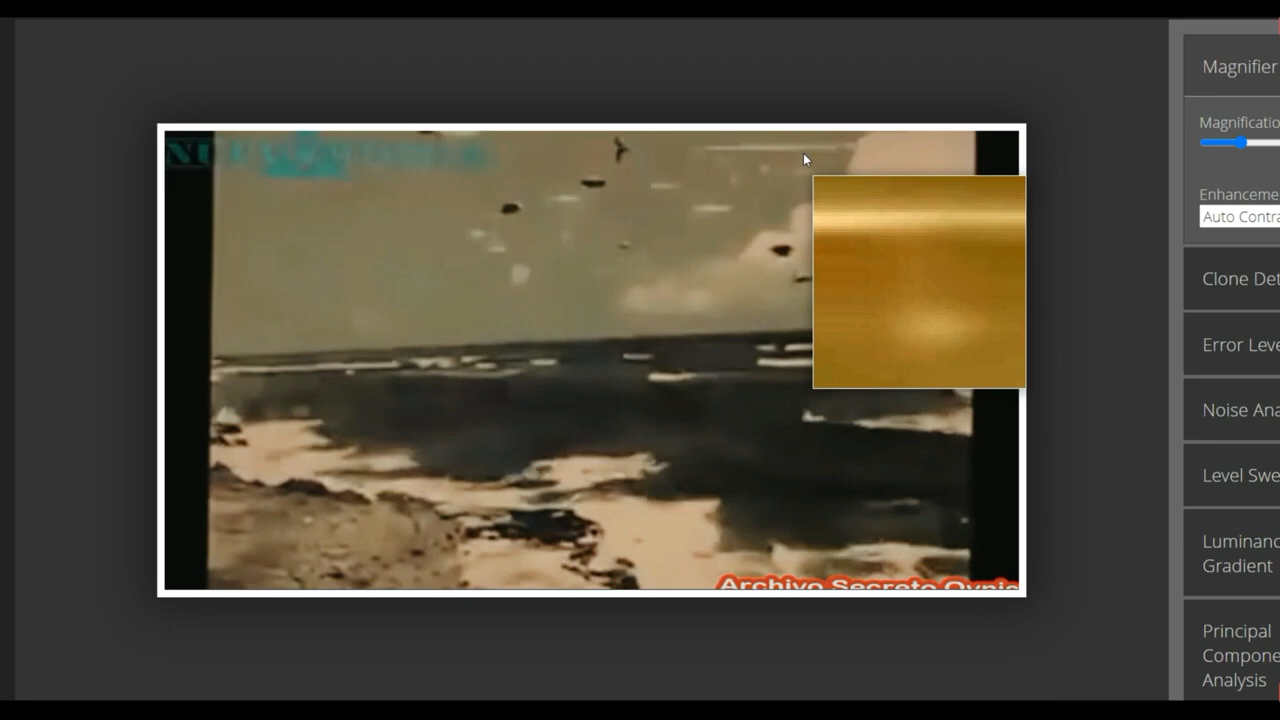 Magnifier
Magnificatio
Enhanceme
Auto Contra
Clone Det
Error Leve
Noise Ana
Level Swe
Luminanc
Gradient
Principal
Compone
Analysis
Archivo Secreto Ovnis